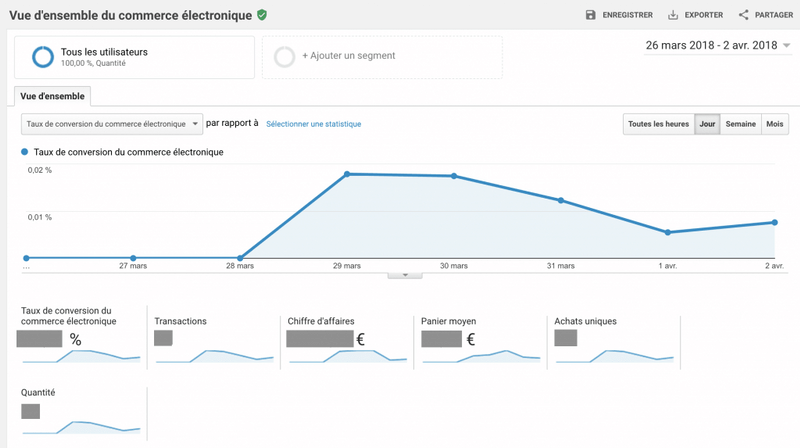 Vue d'ensemble du commerce électronique
ENREGISTRER
EXPORTER
PARTAGER
Tous les utilisateurs
100,00 %, Quantité
+ Ajouter un segment
26 mars 2018 - 2 avr. 2018
Vue d'ensemble
Taux de conversion du commerce électronique
par rapport à
Sélectionner une statistique
Toutes les heures
Jour
Semaine
Mois
Taux de conversion du commerce électronique
0,02 %
0,01 %
...
27 mars
28 mars
29 mars
30 mars
31 mars
1 avr.
2 avr.
Taux de conversion du
commerce électronique
%
Transactions
Chiffre d'affaires
€
Panier moyen
€
Achats uniques
Quantité